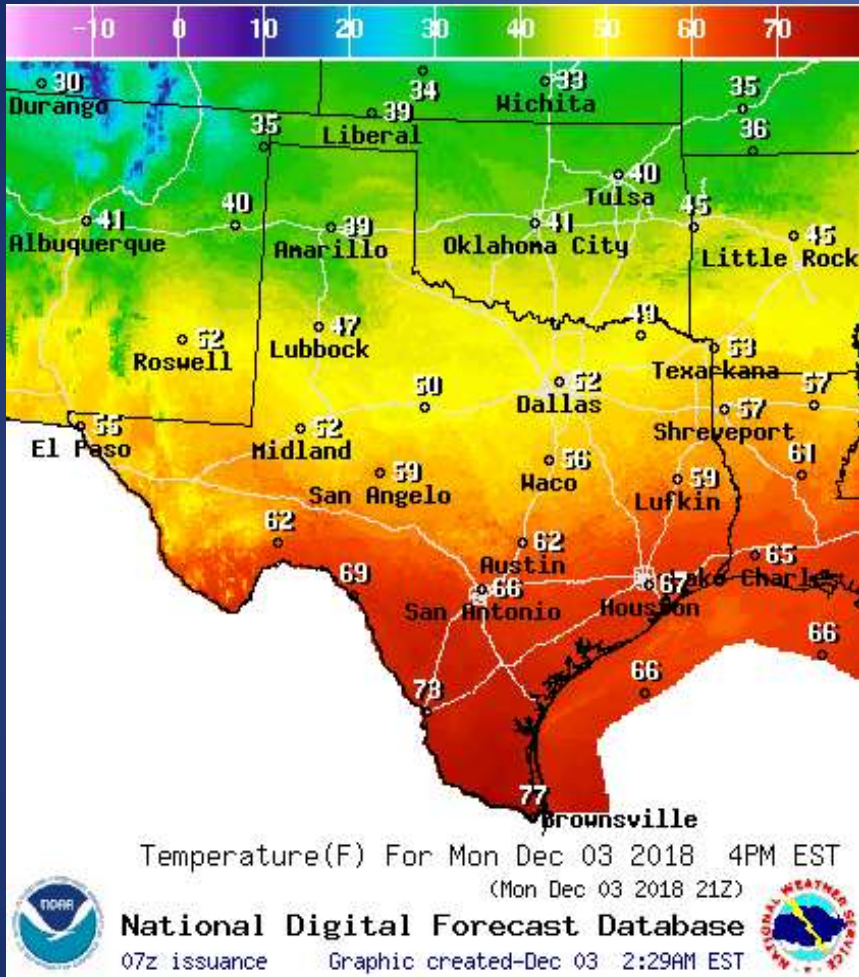 -10 0 10 20 30 40 50 60 70
30 34 33 35
Durango Liberal 39 Wichita
35 36
40 Tulsa
41 40 39 41 45 45
Albuquerque Amarillo Oklahoma City Little Rock
52 47 49 53
Roswell Lubbock Texarkana
50 52 57 57
Dallas Shreveport
55 52
El Paso Midland
59 56 59 61
San Angelo Waco Lufkin
62 62 65
Austin Lake Charles
69 66 67
San Antonio Houston
66 66
73
77
Brownsville
Temperature(F) For Mon Dec 03 2018 4PM EST
(Mon Dec 03 2018 21Z)
NOAA
National Digital Forecast Database
07z issuance Graphic created-Dec 03 2:29AM EST
NATIONAL WEATHER SERVICE